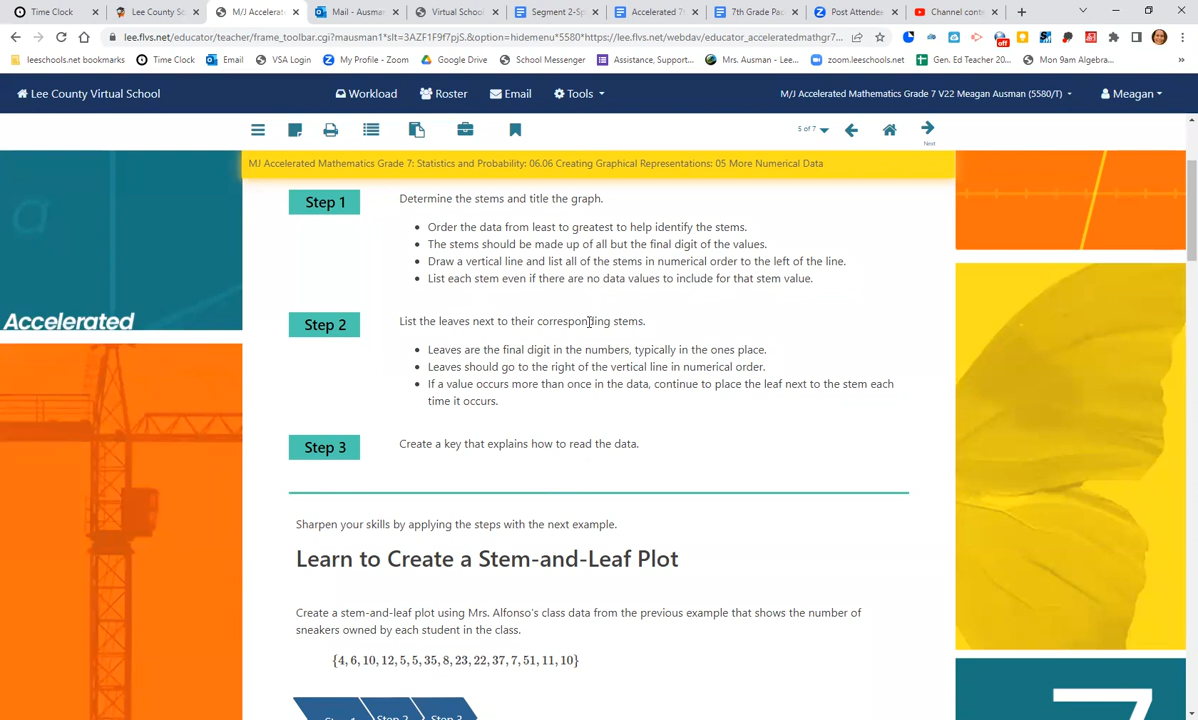 Time Clock
Lee County Sc
M/J Accelerat
Mail - Ausma
Virtual School
Segment 2-Sp
Accelerated 7
7th Grade Pac
Post Attendee
Channel cont
lee.flvs.net/educator/teacher/frame_toolbar.cgi?mausman1*slt=3AZF1F9f7pjS.&option=hidemenu*5580*https://lee.flvs.net/webdav/educator_acceleratedmathgr7...
off
leeschools.net bookmarks
Time Clock
Email
VSA Login
My Profile - Zoom
Google Drive
School Messenger
Assistance, Support...
Mrs. Ausman - Lee...
zoom.leeschools.net
Gen. Ed Teacher 20...
Mon 9am Algebra...
Lee County Virtual School
Workload
Roster
Email
Tools
M/J Accelerated Mathematics Grade 7 V22 Meagan Ausman (5580/T)
Meagan
5 of 7
Next
MJ Accelerated Mathematics Grade 7: Statistics and Probability: 06.06 Creating Graphical Representations: 05 More Numerical Data
Accelerated
Step 1
Determine the stems and title the graph.
Order the data from least to greatest to help identify the stems.
The stems should be made up of all but the final digit of the values.
Draw a vertical line and list all of the stems in numerical order to the left of the line.
List each stem even if there are no data values to include for that stem value.
Step 2
List the leaves next to their corresponding stems.
Leaves are the final digit in the numbers, typically in the ones place.
Leaves should go to the right of the vertical line in numerical order.
If a value occurs more than once in the data, continue to place the leaf next to the stem each
time it occurs.
Step 3
Create a key that explains how to read the data.
Sharpen your skills by applying the steps with the next example.
Learn to Create a Stem-and-Leaf Plot
Create a stem-and-leaf plot using Mrs. Alfonso's class data from the previous example that shows the number of
sneakers owned by each student in the class.
{4, 6, 10, 12, 5, 5, 35, 8, 23, 22, 37, 7, 51, 11, 10}
Step 1
Step 2
Step 3